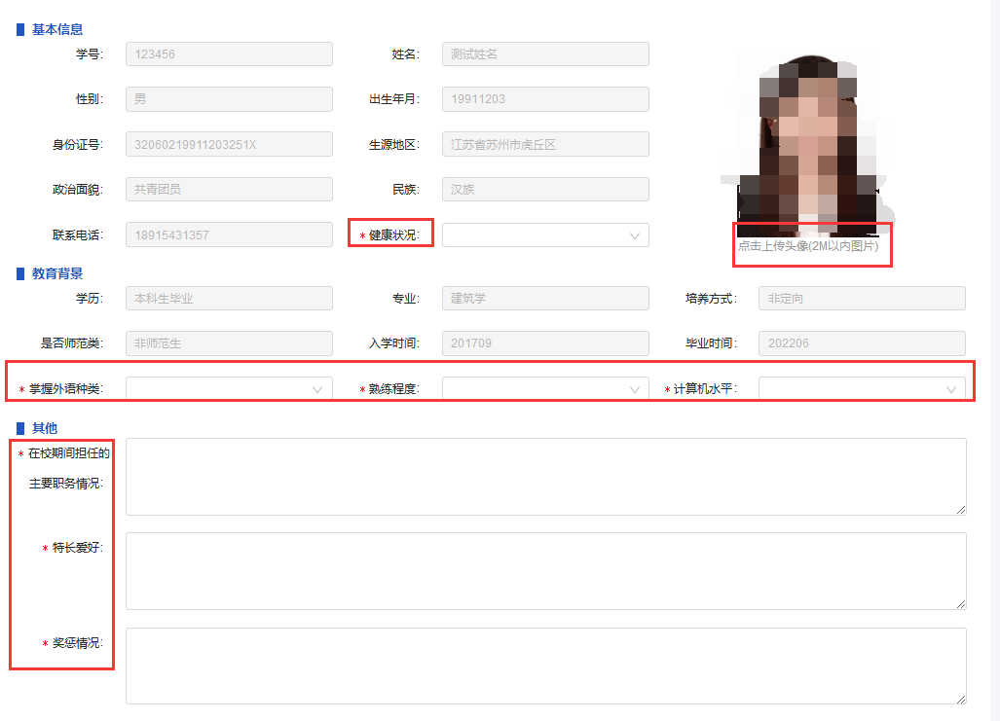 基本信息
学号: 123456 姓名: 测试姓名
性别: 男 出生年月: 19911203
身份证号: 32060219911203251X 生源地区: 江苏省苏州市虎丘区
政治面貌: 共青团员 民族: 汉族
联系电话: 18915431357 * 健康状况:
点击上传头像(2M以内图片)
教育背景
学历: 本科生毕业 专业: 建筑学 培养方式: 非定向
是否师范类: 非师范生 入学时间: 201709 毕业时间: 202206
* 掌握外语种类: * 熟练程度: * 计算机水平:
其他
* 在校期间担任的
主要职务情况:
* 特长爱好:
* 奖惩情况: